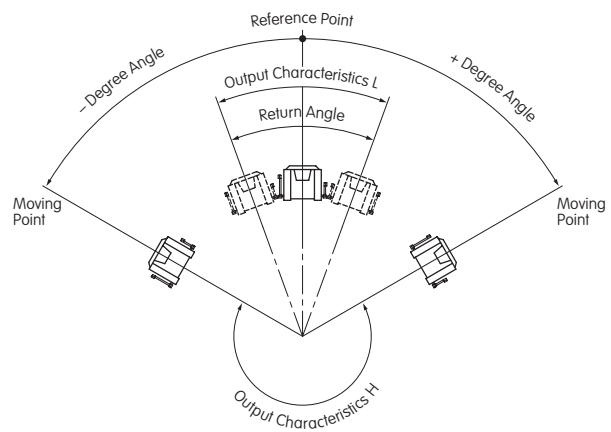 Reference Point
– Degree Angle
+ Degree Angle
Output Characteristics L
Return Angle
Moving
Point
Moving
Point
Output Characteristics H